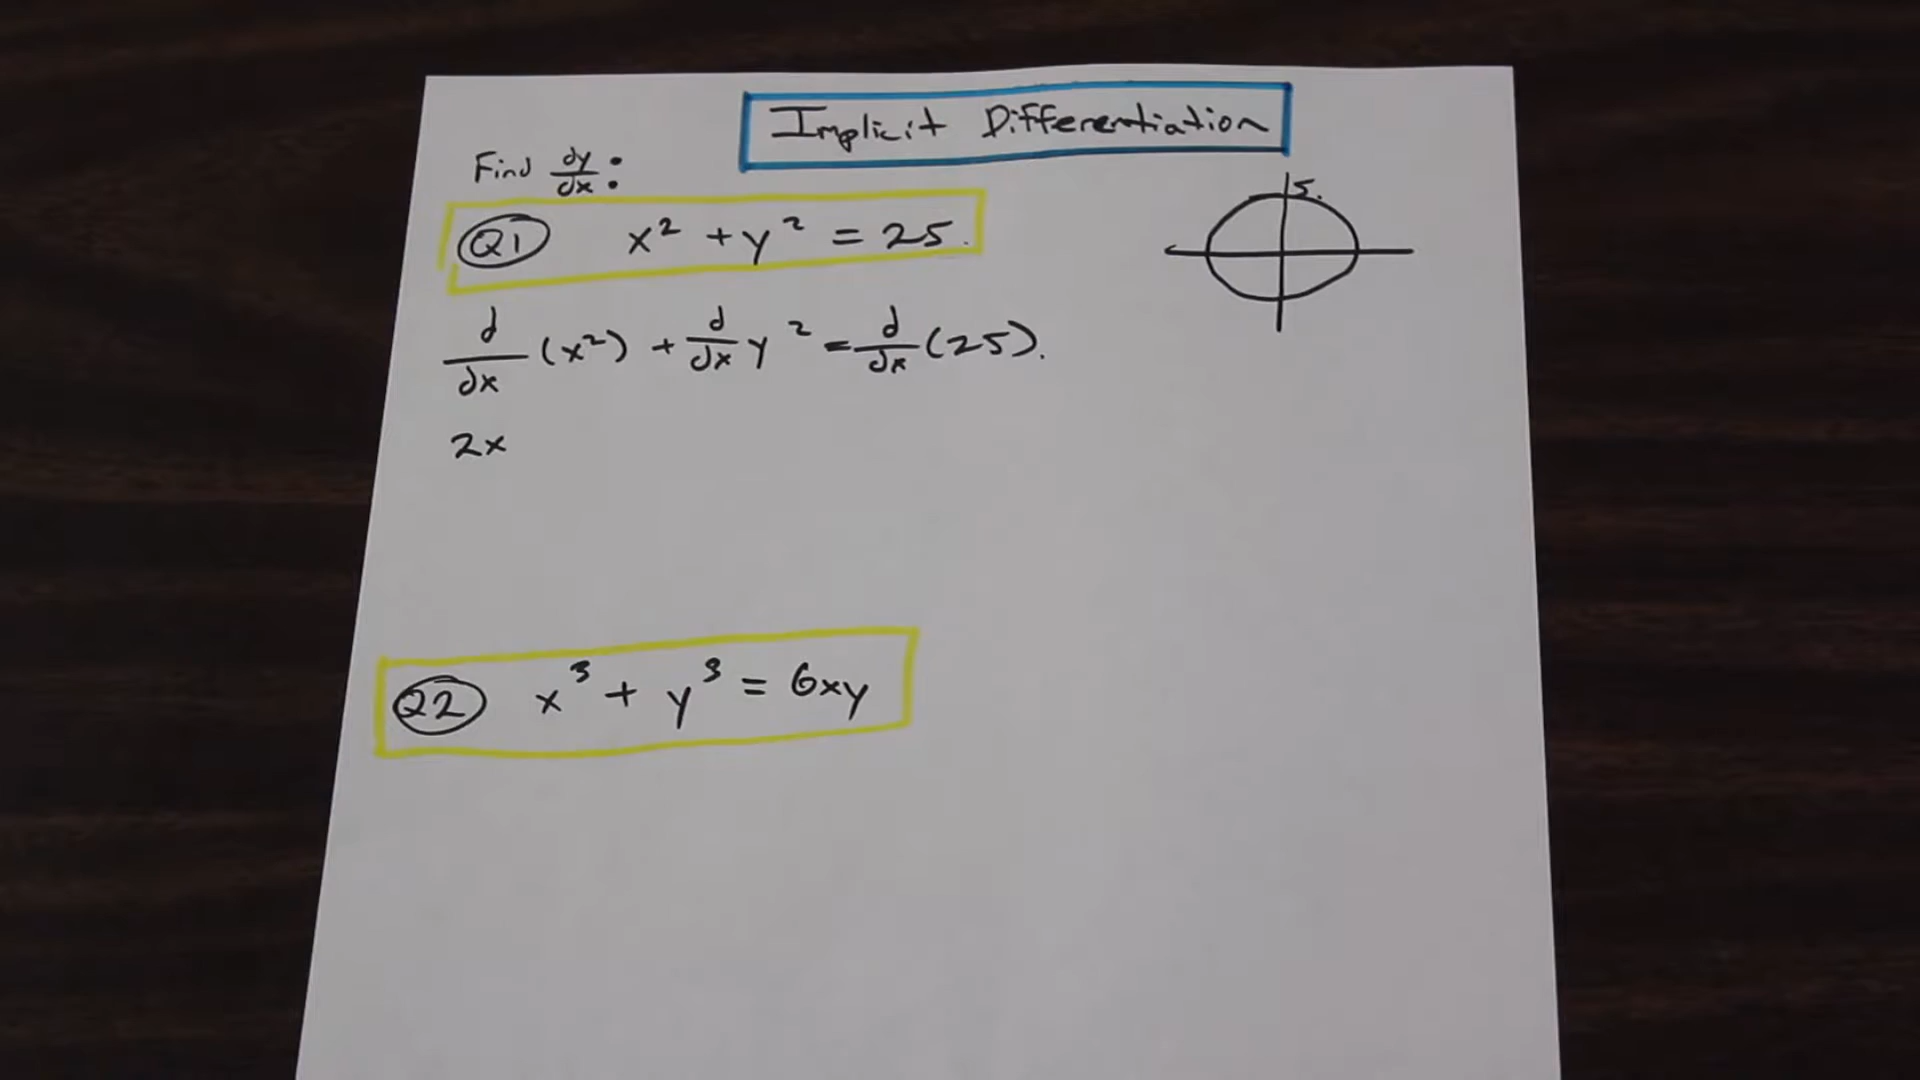 Implicit Differentiation
Find dy/dx:
Q1 x² + y² = 25.
5.
d/dx (x²) + d/dx y² = d/dx (25).
2x
Q2 x³ + y³ = 6xy